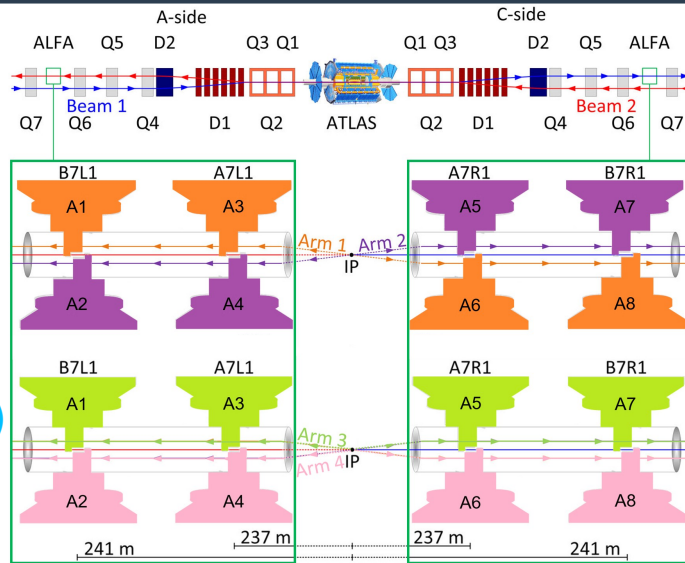 A-side C-side
ALFA Q5 D2 Q3 Q1 Q1 Q3 D2 Q5 ALFA
Beam 1 Beam 2
Q7 Q6 Q4 D1 Q2 ATLAS Q2 D1 Q4 Q6 Q7
B7L1 A7L1 A7R1 B7R1
A1 A3 A5 A7
Arm 1 Arm 2
IP
A2 A4 A6 A8
B7L1 A7L1 A7R1 B7R1
A1 A3 A5 A7
Arm 3
Arm 4 IP
A2 A4 A6 A8
237 m 237 m
241 m 241 m